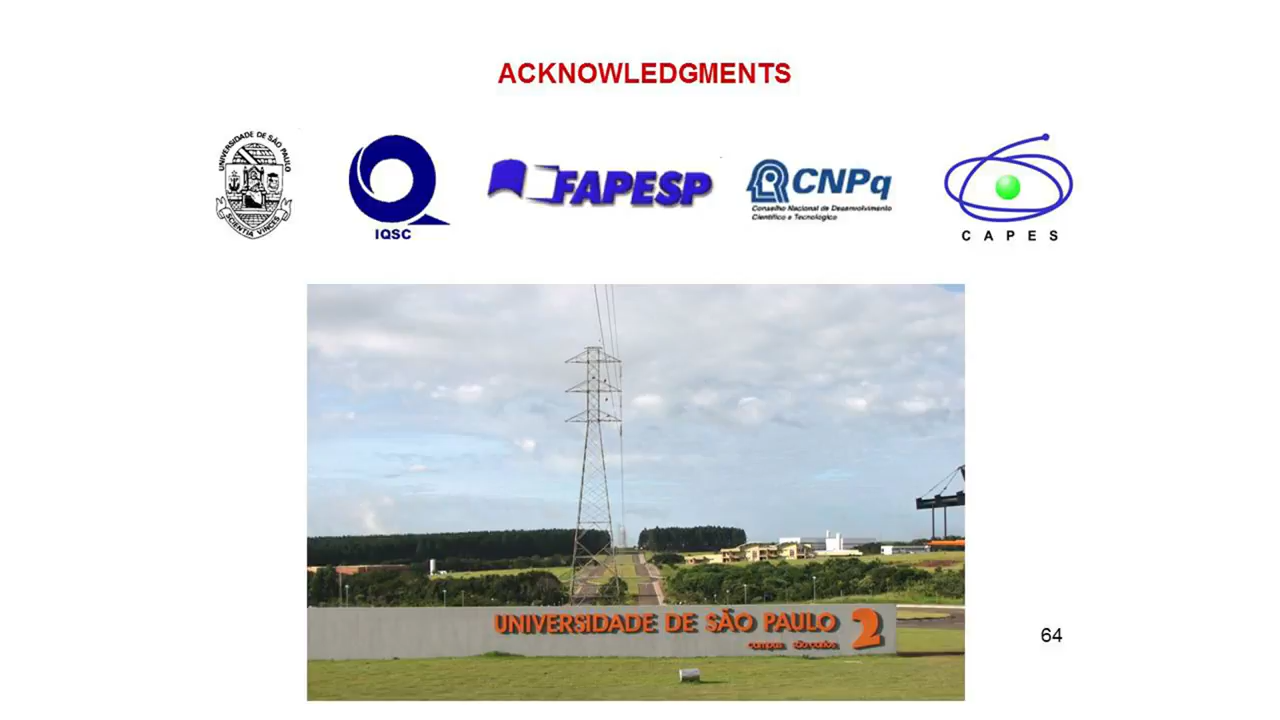 ACKNOWLEDGMENTS
UNIVERSIDADE DE SÃO PAULO
SCIENTIA VINCES
IQSC
FAPESP
CNPq
Conselho Nacional de Desenvolvimento
Científico e Tecnológico
CAPES
UNIVERSIDADE DE SÃO PAULO 2
campus são carlos
64